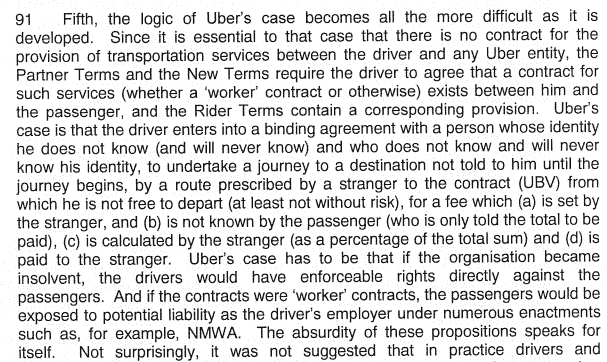 91 Fifth, the logic of Uber's case becomes all the more difficult as it is
developed. Since it is essential to that case that there is no contract for the
provision of transportation services between the driver and any Uber entity, the
Partner Terms and the New Terms require the driver to agree that a contract for
such services (whether a 'worker' contract or otherwise) exists between him and
the passenger, and the Rider Terms contain a corresponding provision. Uber's
case is that the driver enters into a binding agreement with a person whose identity
he does not know (and will never know) and who does not know and will never
know his identity, to undertake a journey to a destination not told to him until the
journey begins, by a route prescribed by a stranger to the contract (UBV) from
which he is not free to depart (at least not without risk), for a fee which (a) is set by
the stranger, and (b) is not known by the passenger (who is only told the total to be
paid), (c) is calculated by the stranger (as a percentage of the total sum) and (d) is
paid to the stranger. Uber's case has to be that if the organisation became
insolvent, the drivers would have enforceable rights directly against the
passengers. And if the contracts were 'worker' contracts, the passengers would be
exposed to potential liability as the driver's employer under numerous enactments
such as, for example, NMWA. The absurdity of these propositions speaks for
itself. Not surprisingly, it was not suggested that in practice drivers and